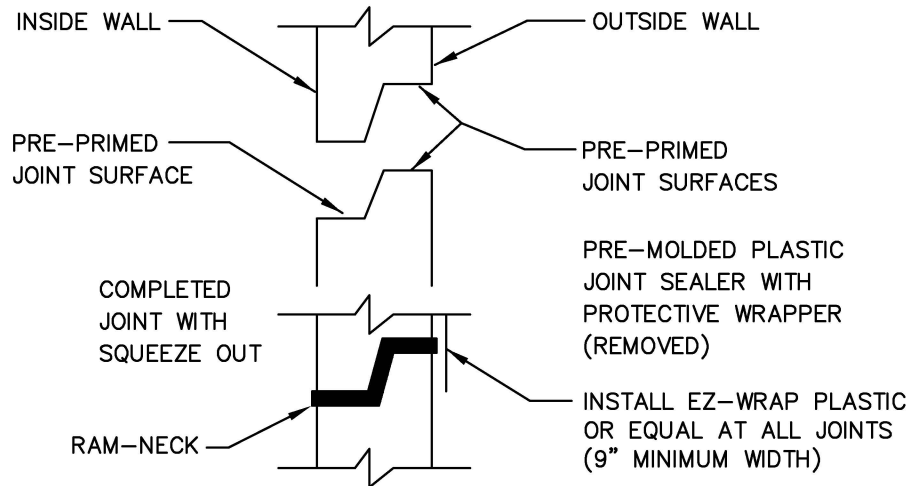 INSIDE WALL
OUTSIDE WALL
PRE-PRIMED
JOINT SURFACE
PRE-PRIMED
JOINT SURFACES
PRE-MOLDED PLASTIC
JOINT SEALER WITH
PROTECTIVE WRAPPER
(REMOVED)
COMPLETED
JOINT WITH
SQUEEZE OUT
INSTALL EZ-WRAP PLASTIC
OR EQUAL AT ALL JOINTS
(9" MINIMUM WIDTH)
RAM-NECK